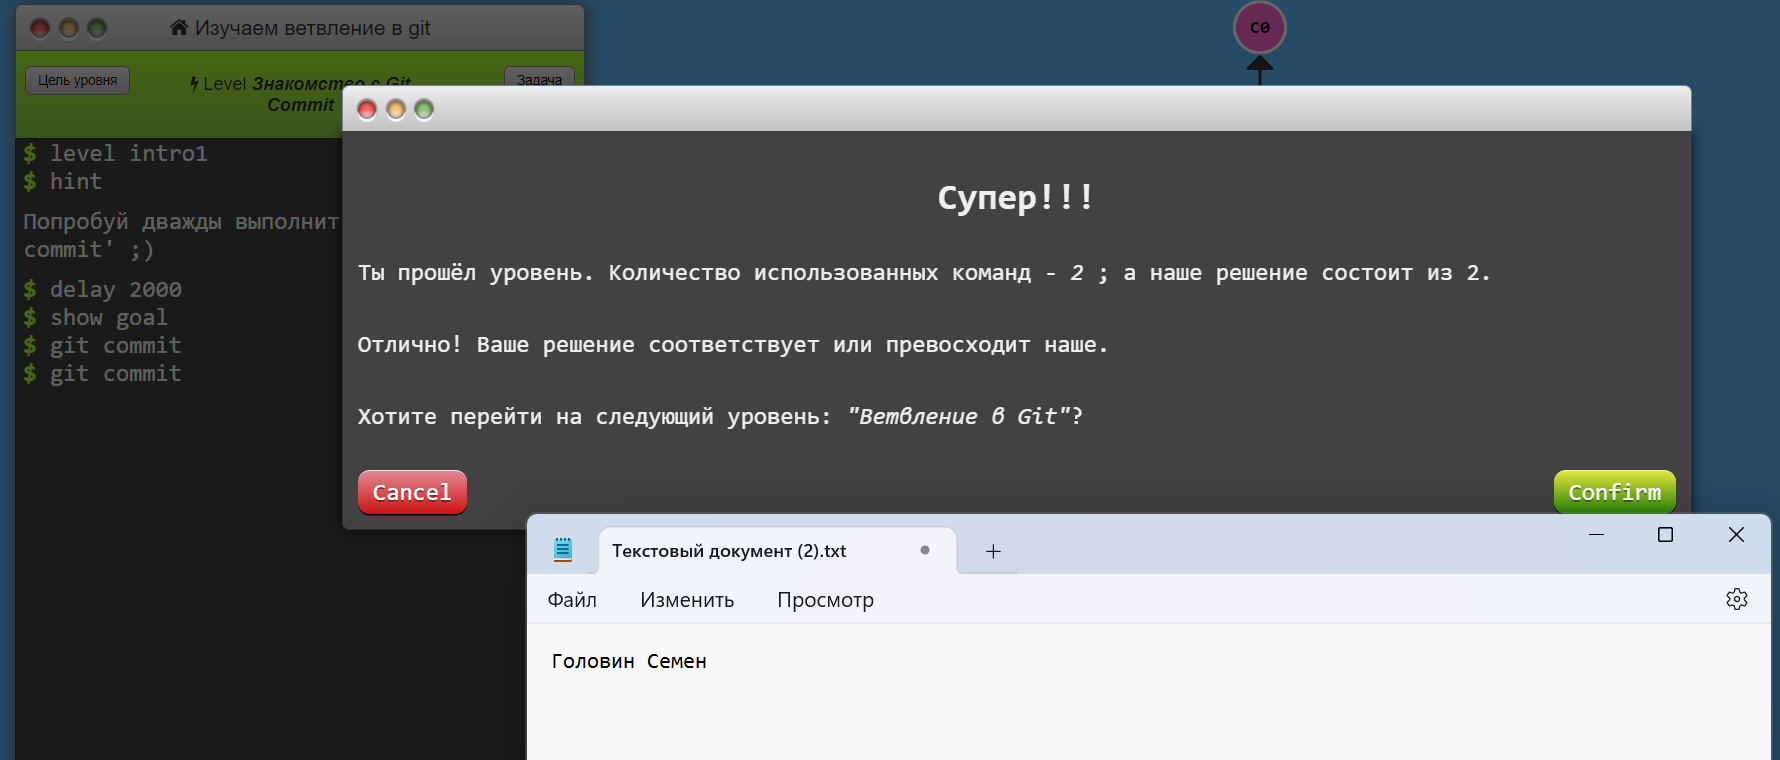 Изучаем ветвление в git
Цель уровня
Level Знакомство с Git
Commit
Задача
$ level intro1
$ hint
Попробуй дважды выполнит
commit' ;)
$ delay 2000
$ show goal
$ git commit
$ git commit
C0
Супер!!!
Ты прошёл уровень. Количество использованных команд - 2 ; а наше решение состоит из 2.
Отлично! Ваше решение соответствует или превосходит наше.
Хотите перейти на следующий уровень: "Ветвление в Git"?
Cancel
Confirm
Текстовый документ (2).txt
Файл
Изменить
Просмотр
Головин Семен